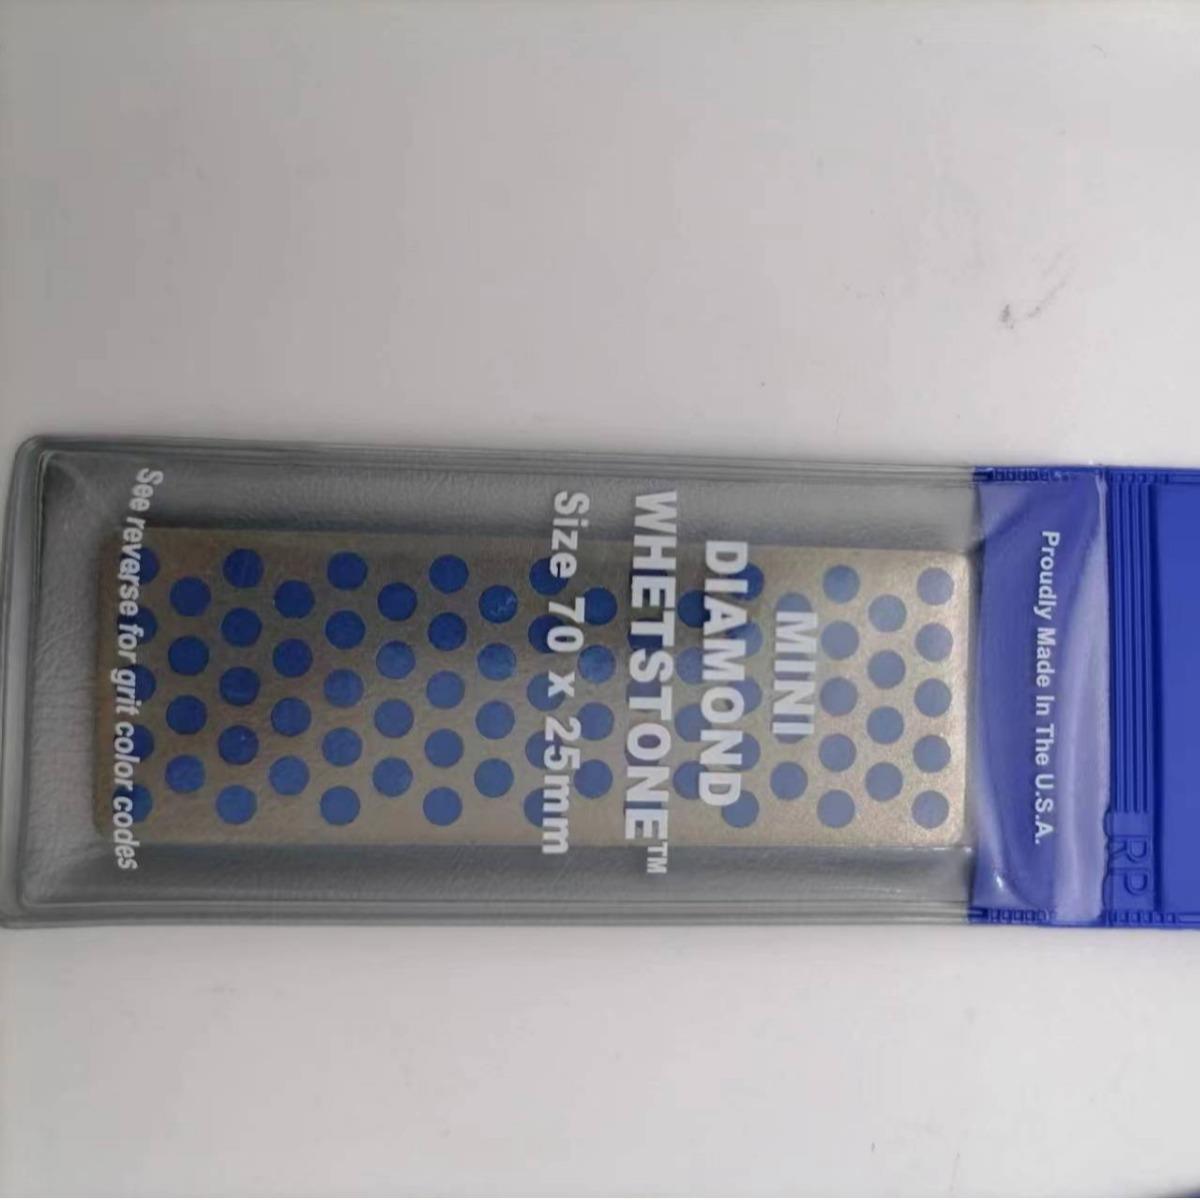 Proudly Made In The U.S.A.
MINI
DIAMOND
WHETSTONE™
Size 70 x 25mm
See reverse for grit color codes